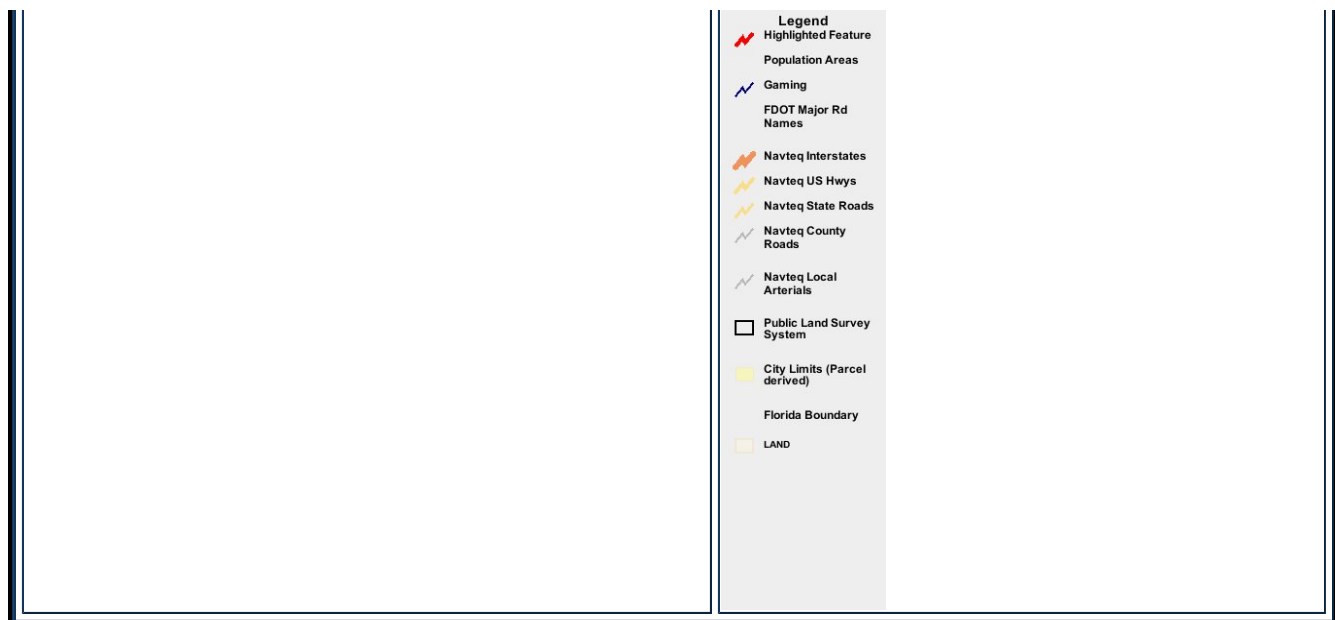 Legend
Highlighted Feature
Population Areas
Gaming
FDOT Major Rd
Names
Navteq Interstates
Navteq US Hwys
Navteq State Roads
Navteq County
Roads
Navteq Local
Arterials
Public Land Survey
System
City Limits (Parcel
derived)
Florida Boundary
LAND